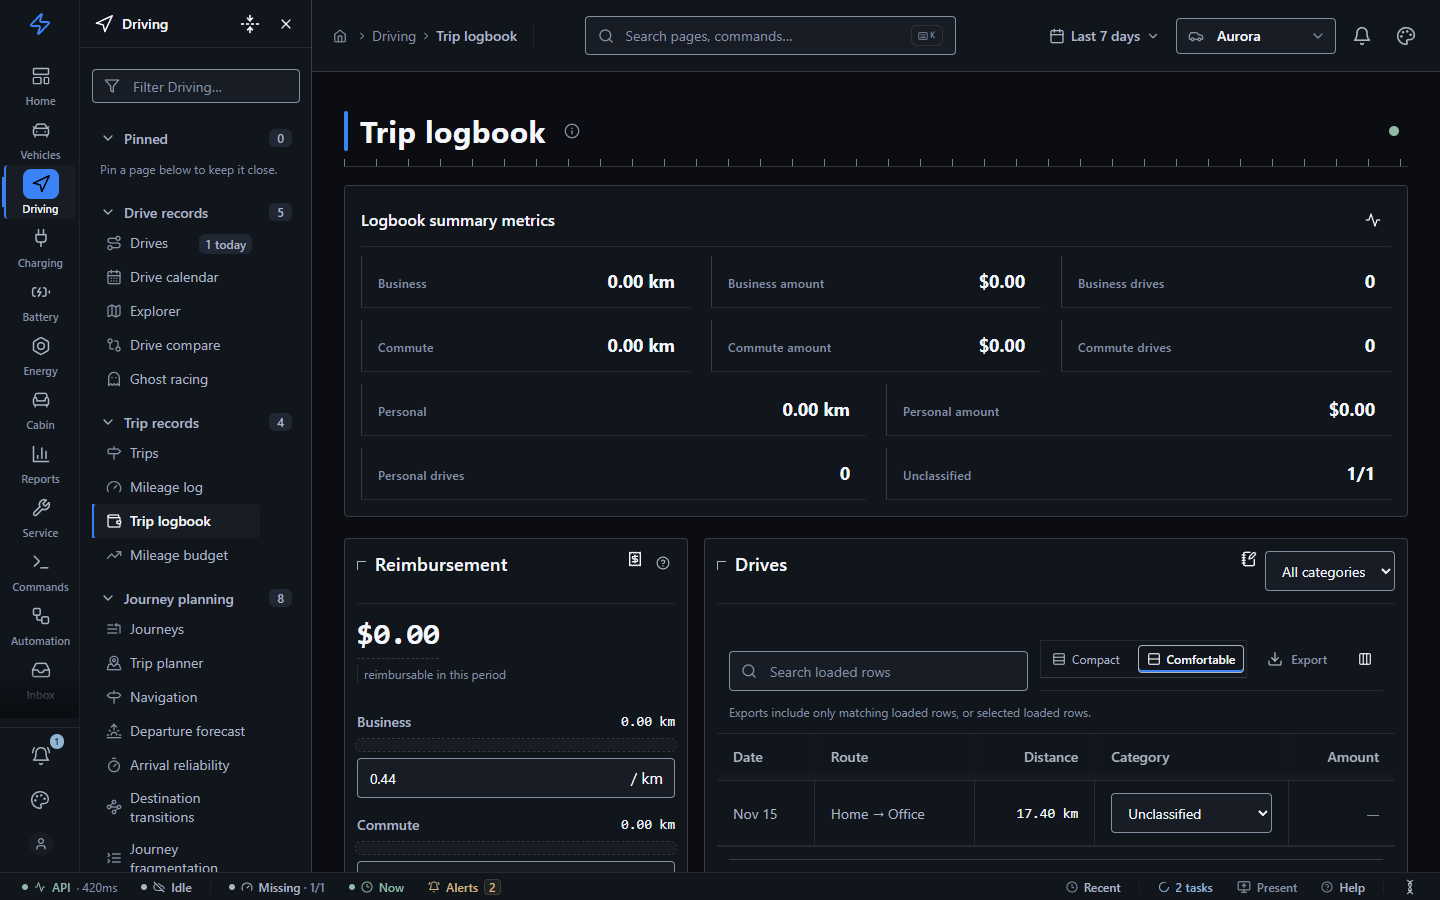 Driving
Driving
Trip logbook
Search pages, commands...
K
Last 7 days
Aurora
Home
Vehicles
Driving
Charging
Battery
Energy
Cabin
Reports
Service
Commands
Automation
Inbox
1
Filter Driving...
Pinned
0
Pin a page below to keep it close.
Drive records
5
Drives
1 today
Drive calendar
Explorer
Drive compare
Ghost racing
Trip records
4
Trips
Mileage log
Trip logbook
Mileage budget
Journey planning
8
Journeys
Trip planner
Navigation
Departure forecast
Arrival reliability
Destination
transitions
Journey
fragmentation
Trip logbook
Logbook summary metrics
Business 0.00 km
Business amount $0.00
Business drives 0
Commute 0.00 km
Commute amount $0.00
Commute drives 0
Personal 0.00 km
Personal amount $0.00
Personal drives 0
Unclassified 1/1
Reimbursement
$0.00
reimbursable in this period
Business 0.00 km
0.44 / km
Commute 0.00 km
Drives
All categories
Search loaded rows
Compact
Comfortable
Export
Exports include only matching loaded rows, or selected loaded rows.
Date Route Distance Category Amount
Nov 15 Home → Office 17.40 km Unclassified —
API · 420ms
Idle
Missing · 1/1
Now
Alerts 2
Recent
2 tasks
Present
Help